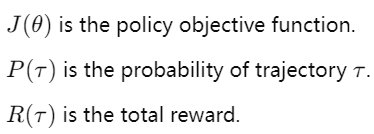 J(θ) is the policy objective function.
P(τ) is the probability of trajectory τ.
R(τ) is the total reward.